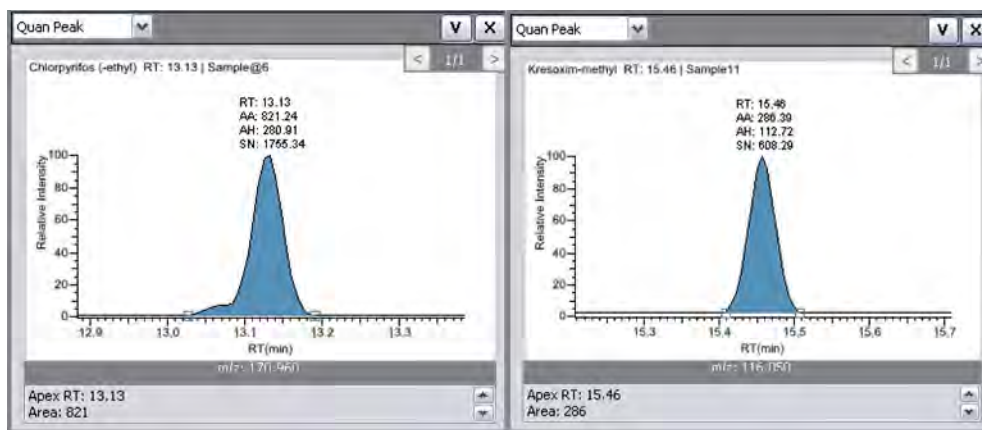 Quan Peak
V X
< 1/1 >
Chlorpyrifos (-ethyl) RT: 13.13 | Sample@6
RT: 13.13
AA: 821.24
AH: 280.91
SN: 1765.34
Relative Intensity
100
80
60
40
20
0
12.9 13.0 13.1 13.2 13.3
RT(min)
m/z: 170-960
Apex RT: 13.13
Area: 821
Quan Peak
V X
< 1/1 >
Kresoxim-methyl RT: 15.46 | Sample11
RT: 15.46
AA: 286.39
AH: 112.72
SN: 608.29
Relative Intensity
100
80
60
40
20
0
15.3 15.4 15.5 15.6 15.7
RT(min)
m/z: 116.050
Apex RT: 15.46
Area: 286